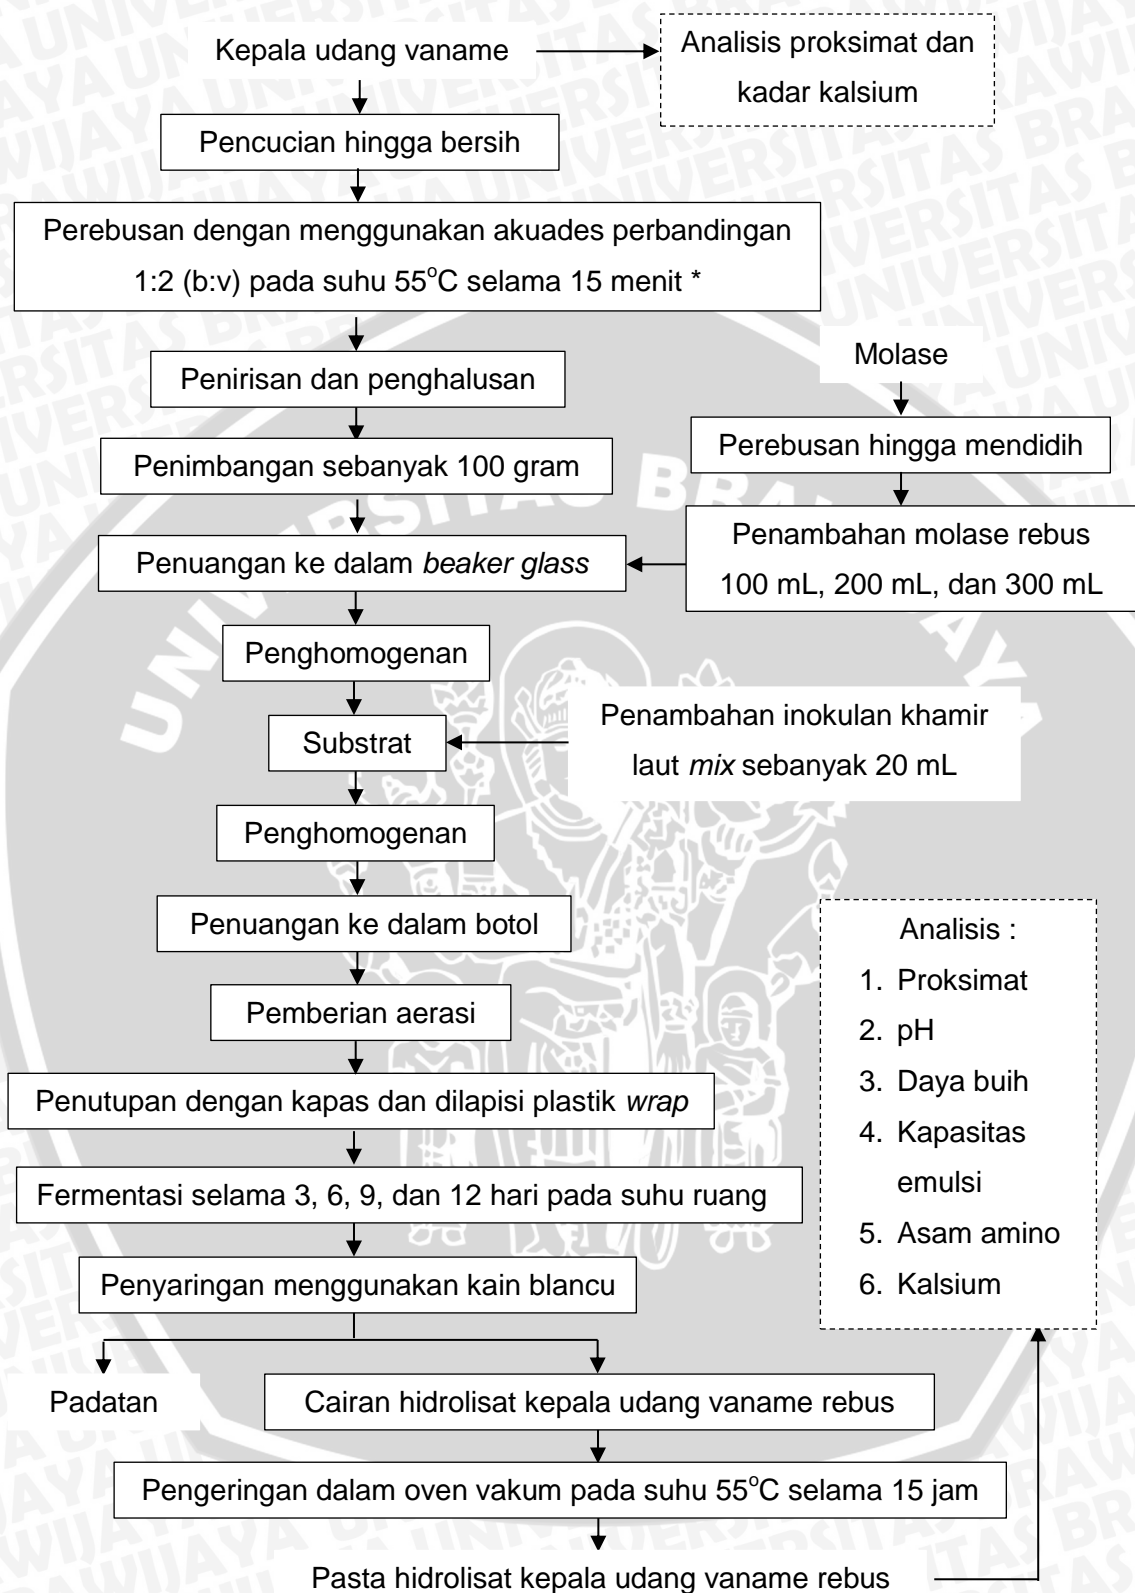 Kepala udang vaname
Analisis proksimat dan
kadar kalsium
Pencucian hingga bersih
Perebusan dengan menggunakan akuades perbandingan
1:2 (b:v) pada suhu 55°C selama 15 menit *
Penirisan dan penghalusan
Molase
Penimbangan sebanyak 100 gram
Perebusan hingga mendidih
Penuangan ke dalam beaker glass
Penambahan molase rebus
100 mL, 200 mL, dan 300 mL
Penghomogenan
Substrat
Penambahan inokulan khamir
laut mix sebanyak 20 mL
Penghomogenan
Penuangan ke dalam botol
Pemberian aerasi
Penutupan dengan kapas dan dilapisi plastik wrap
Fermentasi selama 3, 6, 9, dan 12 hari pada suhu ruang
Penyaringan menggunakan kain blancu
Analisis :
1. Proksimat
2. pH
3. Daya buih
4. Kapasitas
emulsi
5. Asam amino
6. Kalsium
Padatan
Cairan hidrolisat kepala udang vaname rebus
Pengeringan dalam oven vakum pada suhu 55°C selama 15 jam
Pasta hidrolisat kepala udang vaname rebus
UNIVERSITAS BRAWIJAYA